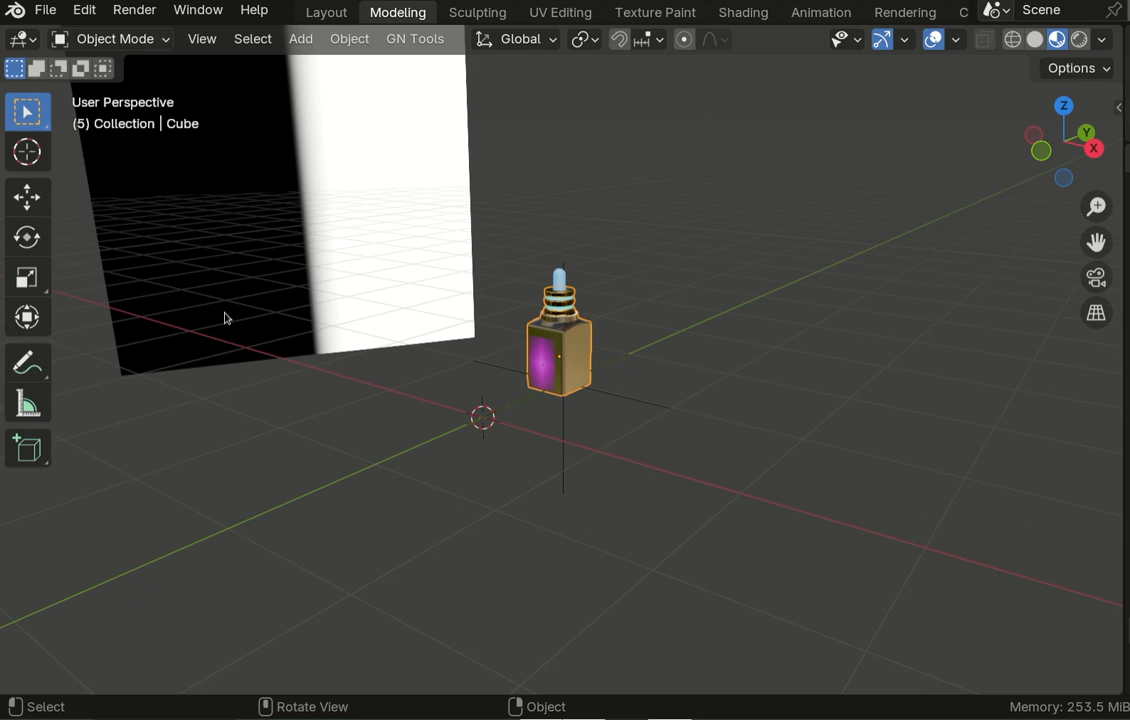 File Edit Render Window Help Layout Modeling Sculpting UV Editing Texture Paint Shading Animation Rendering C Scene
Object Mode View Select Add Object GN Tools Global
Options
User Perspective
(5) Collection | Cube
Z
Y
X
Select Rotate View Object Memory: 253.5 MiB